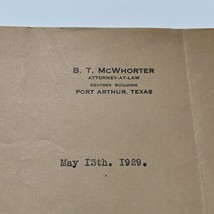 B. T. McWHORTER
ATTORNEY-AT-LAW
DEUTSER BUILDING
PORT ARTHUR, TEXAS
May 13th. 1929.